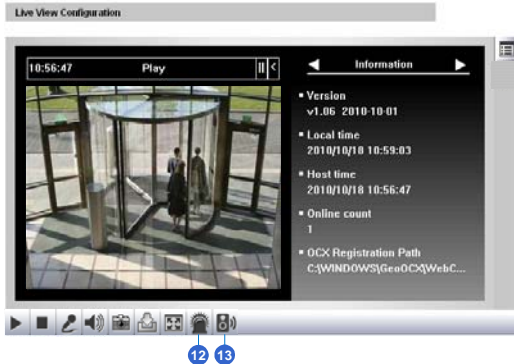 Live View Configuration
10:56:47 Play
Information
Version
v1.06 2010-10-01
Local time
2010/10/18 10:59:03
Host time
2010/10/18 10:56:47
Online count
1
OCX Registration Path
C:\WINDOWS\GeoOCX\WebC...
12 13